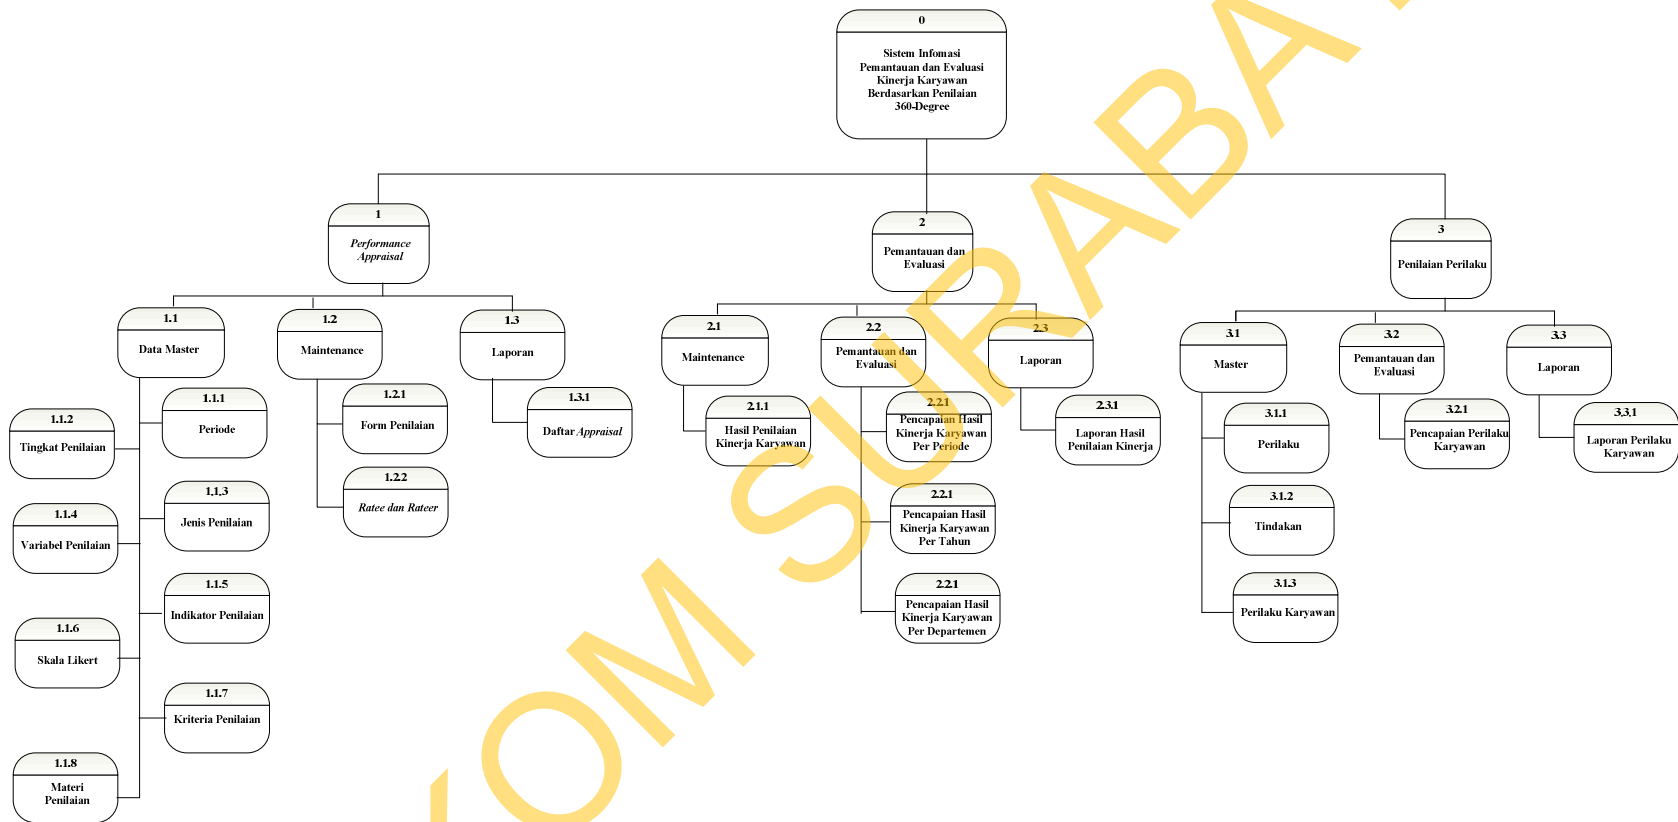 0
Sistem Infomasi
Pemantauan dan Evaluasi
Kinerja Karyawan
Berdasarkan Penilaian
360-Degree
1
Performance
Appraisal
2
Pemantauan dan
Evaluasi
3
Penilaian Perilaku
1.1
Data Master
1.2
Maintenance
1.3
Laporan
2.1
Maintenance
2.2
Pemantauan dan
Evaluasi
2.3
Laporan
3.1
Master
3.2
Pemantauan dan
Evaluasi
3.3
Laporan
1.1.1
Periode
1.1.2
Tingkat Penilaian
1.1.3
Jenis Penilaian
1.1.4
Variabel Penilaian
1.1.5
Indikator Penilaian
1.1.6
Skala Likert
1.1.7
Kriteria Penilaian
1.1.8
Materi
Penilaian
1.2.1
Form Penilaian
1.2.2
Ratee dan Rateer
1.3.1
Daftar Appraisal
2.1.1
Hasil Penilaian
Kinerja Karyawan
2.2.1
Pencapaian Hasil
Kinerja Karyawan
Per Periode
2.2.1
Pencapaian Hasil
Kinerja Karyawan
Per Tahun
2.2.1
Pencapaian Hasil
Kinerja Karyawan
Per Departemen
2.3.1
Laporan Hasil
Penilaian Kinerja
3.1.1
Perilaku
3.1.2
Tindakan
3.1.3
Perilaku Karyawan
3.2.1
Pencapaian Perilaku
Karyawan
3.3.1
Laporan Perilaku
Karyawan
OM SURABA